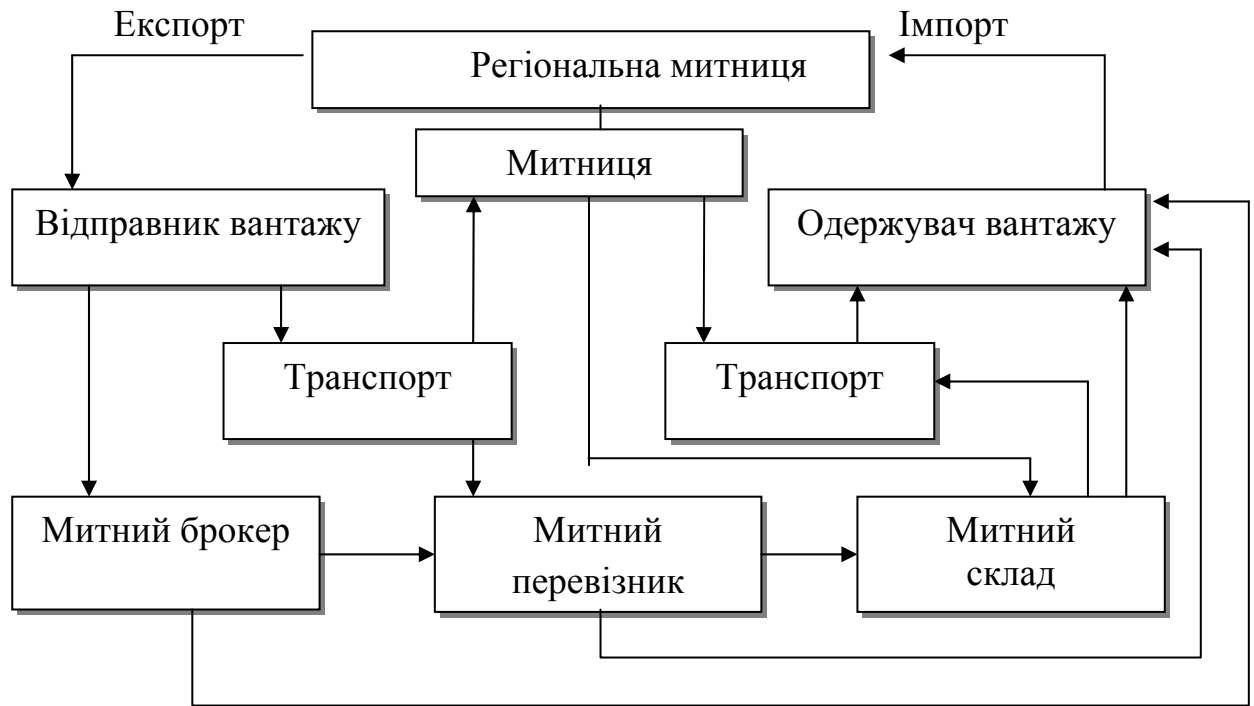 Експорт
Імпорт
Регіональна митниця
Митниця
Відправник вантажу
Одержувач вантажу
Транспорт
Транспорт
Митний брокер
Митний
перевізник
Митний
склад